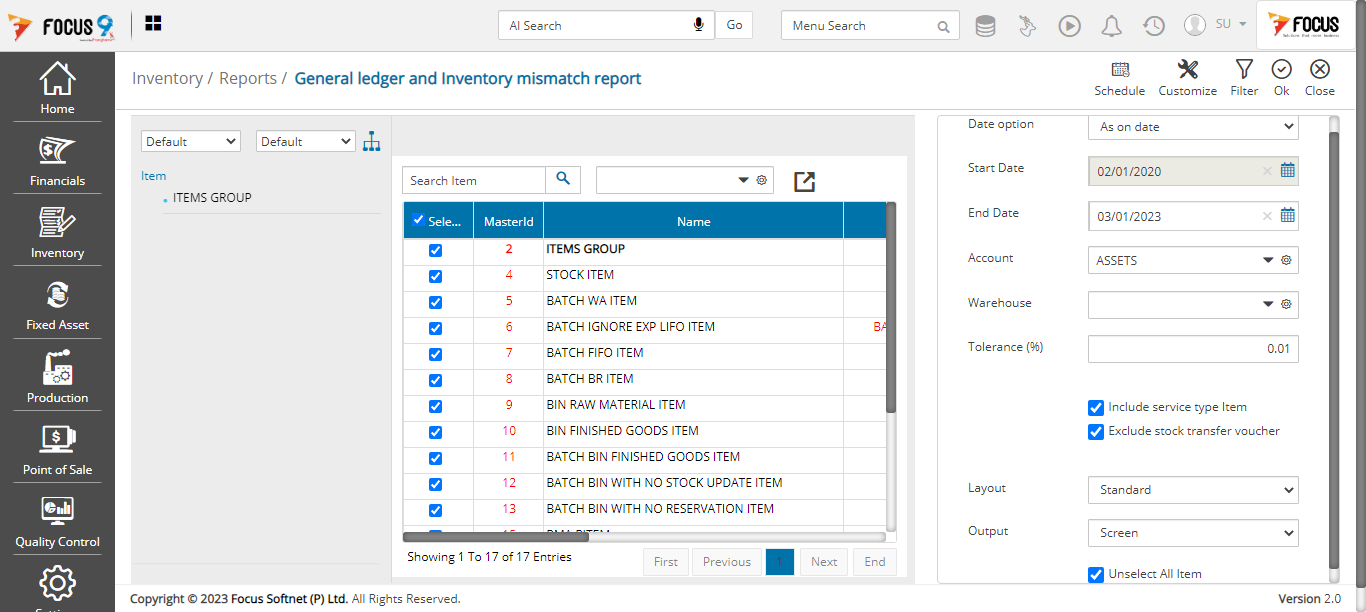 FOCUS 9
AI Search
Go
Menu Search
SU
FOCUS
Home
Financials
Inventory
Fixed Asset
Production
Point of Sale
Quality Control
Inventory / Reports / General ledger and Inventory mismatch report
Schedule
Customize
Filter
Ok
Close
Default
Default
Item
ITEMS GROUP
Search Item
Sele... MasterId Name
2 ITEMS GROUP
4 STOCK ITEM
5 BATCH WA ITEM
6 BATCH IGNORE EXP LIFO ITEM BA
7 BATCH FIFO ITEM
8 BATCH BR ITEM
9 BIN RAW MATERIAL ITEM
10 BIN FINISHED GOODS ITEM
11 BATCH BIN FINISHED GOODS ITEM
12 BATCH BIN WITH NO STOCK UPDATE ITEM
13 BATCH BIN WITH NO RESERVATION ITEM
Showing 1 To 17 of 17 Entries
First Previous 1 Next End
Date option As on date
Start Date 02/01/2020
End Date 03/01/2023
Account ASSETS
Warehouse
Tolerance (%) 0.01
Include service type Item
Exclude stock transfer voucher
Layout Standard
Output Screen
Unselect All Item
Copyright © 2023 Focus Softnet (P) Ltd. All Rights Reserved.
Version 2.0